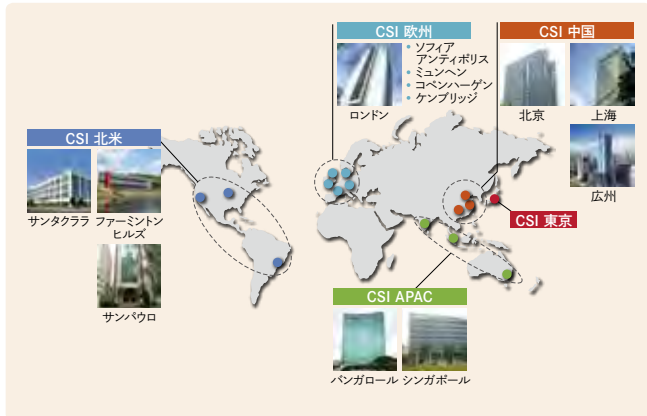 CSI 欧州
ソフィア
アンティポリス
ミュンヘン
コペンハーゲン
ケンブリッジ
ロンドン
CSI 中国
北京
上海
広州
CSI 北米
サンタクララ
ファーミントン
ヒルズ
サンパウロ
CSI 東京
CSI APAC
バンガロール
シンガポール